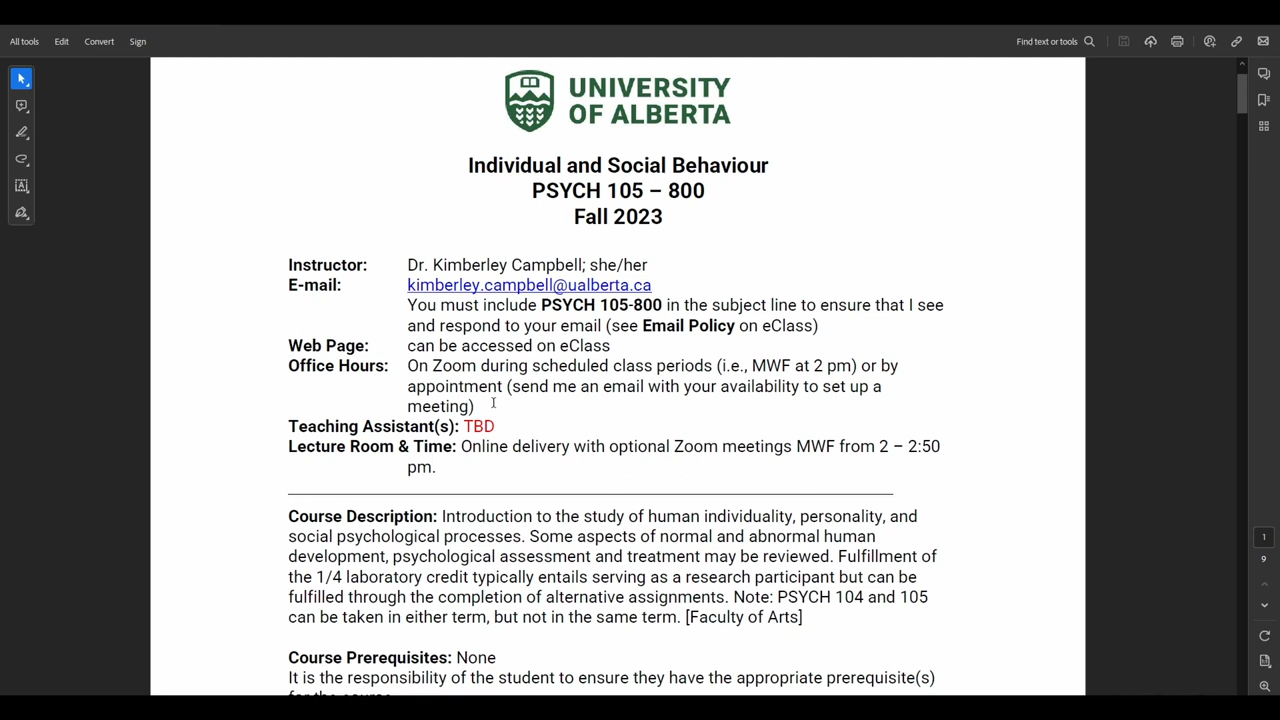 All tools Edit Convert Sign Find text or tools
UNIVERSITY
OF ALBERTA
Individual and Social Behaviour
PSYCH 105 – 800
Fall 2023
Instructor: Dr. Kimberley Campbell; she/her
E-mail: kimberley.campbell@ualberta.ca
You must include PSYCH 105-800 in the subject line to ensure that I see
and respond to your email (see Email Policy on eClass)
Web Page: can be accessed on eClass
Office Hours: On Zoom during scheduled class periods (i.e., MWF at 2 pm) or by
appointment (send me an email with your availability to set up a
meeting)
Teaching Assistant(s): TBD
Lecture Room & Time: Online delivery with optional Zoom meetings MWF from 2 – 2:50
pm.
Course Description: Introduction to the study of human individuality, personality, and
social psychological processes. Some aspects of normal and abnormal human
development, psychological assessment and treatment may be reviewed. Fulfillment of
the 1/4 laboratory credit typically entails serving as a research participant but can be
fulfilled through the completion of alternative assignments. Note: PSYCH 104 and 105
can be taken in either term, but not in the same term. [Faculty of Arts]
Course Prerequisites: None
It is the responsibility of the student to ensure they have the appropriate prerequisite(s)
for the course
1
9